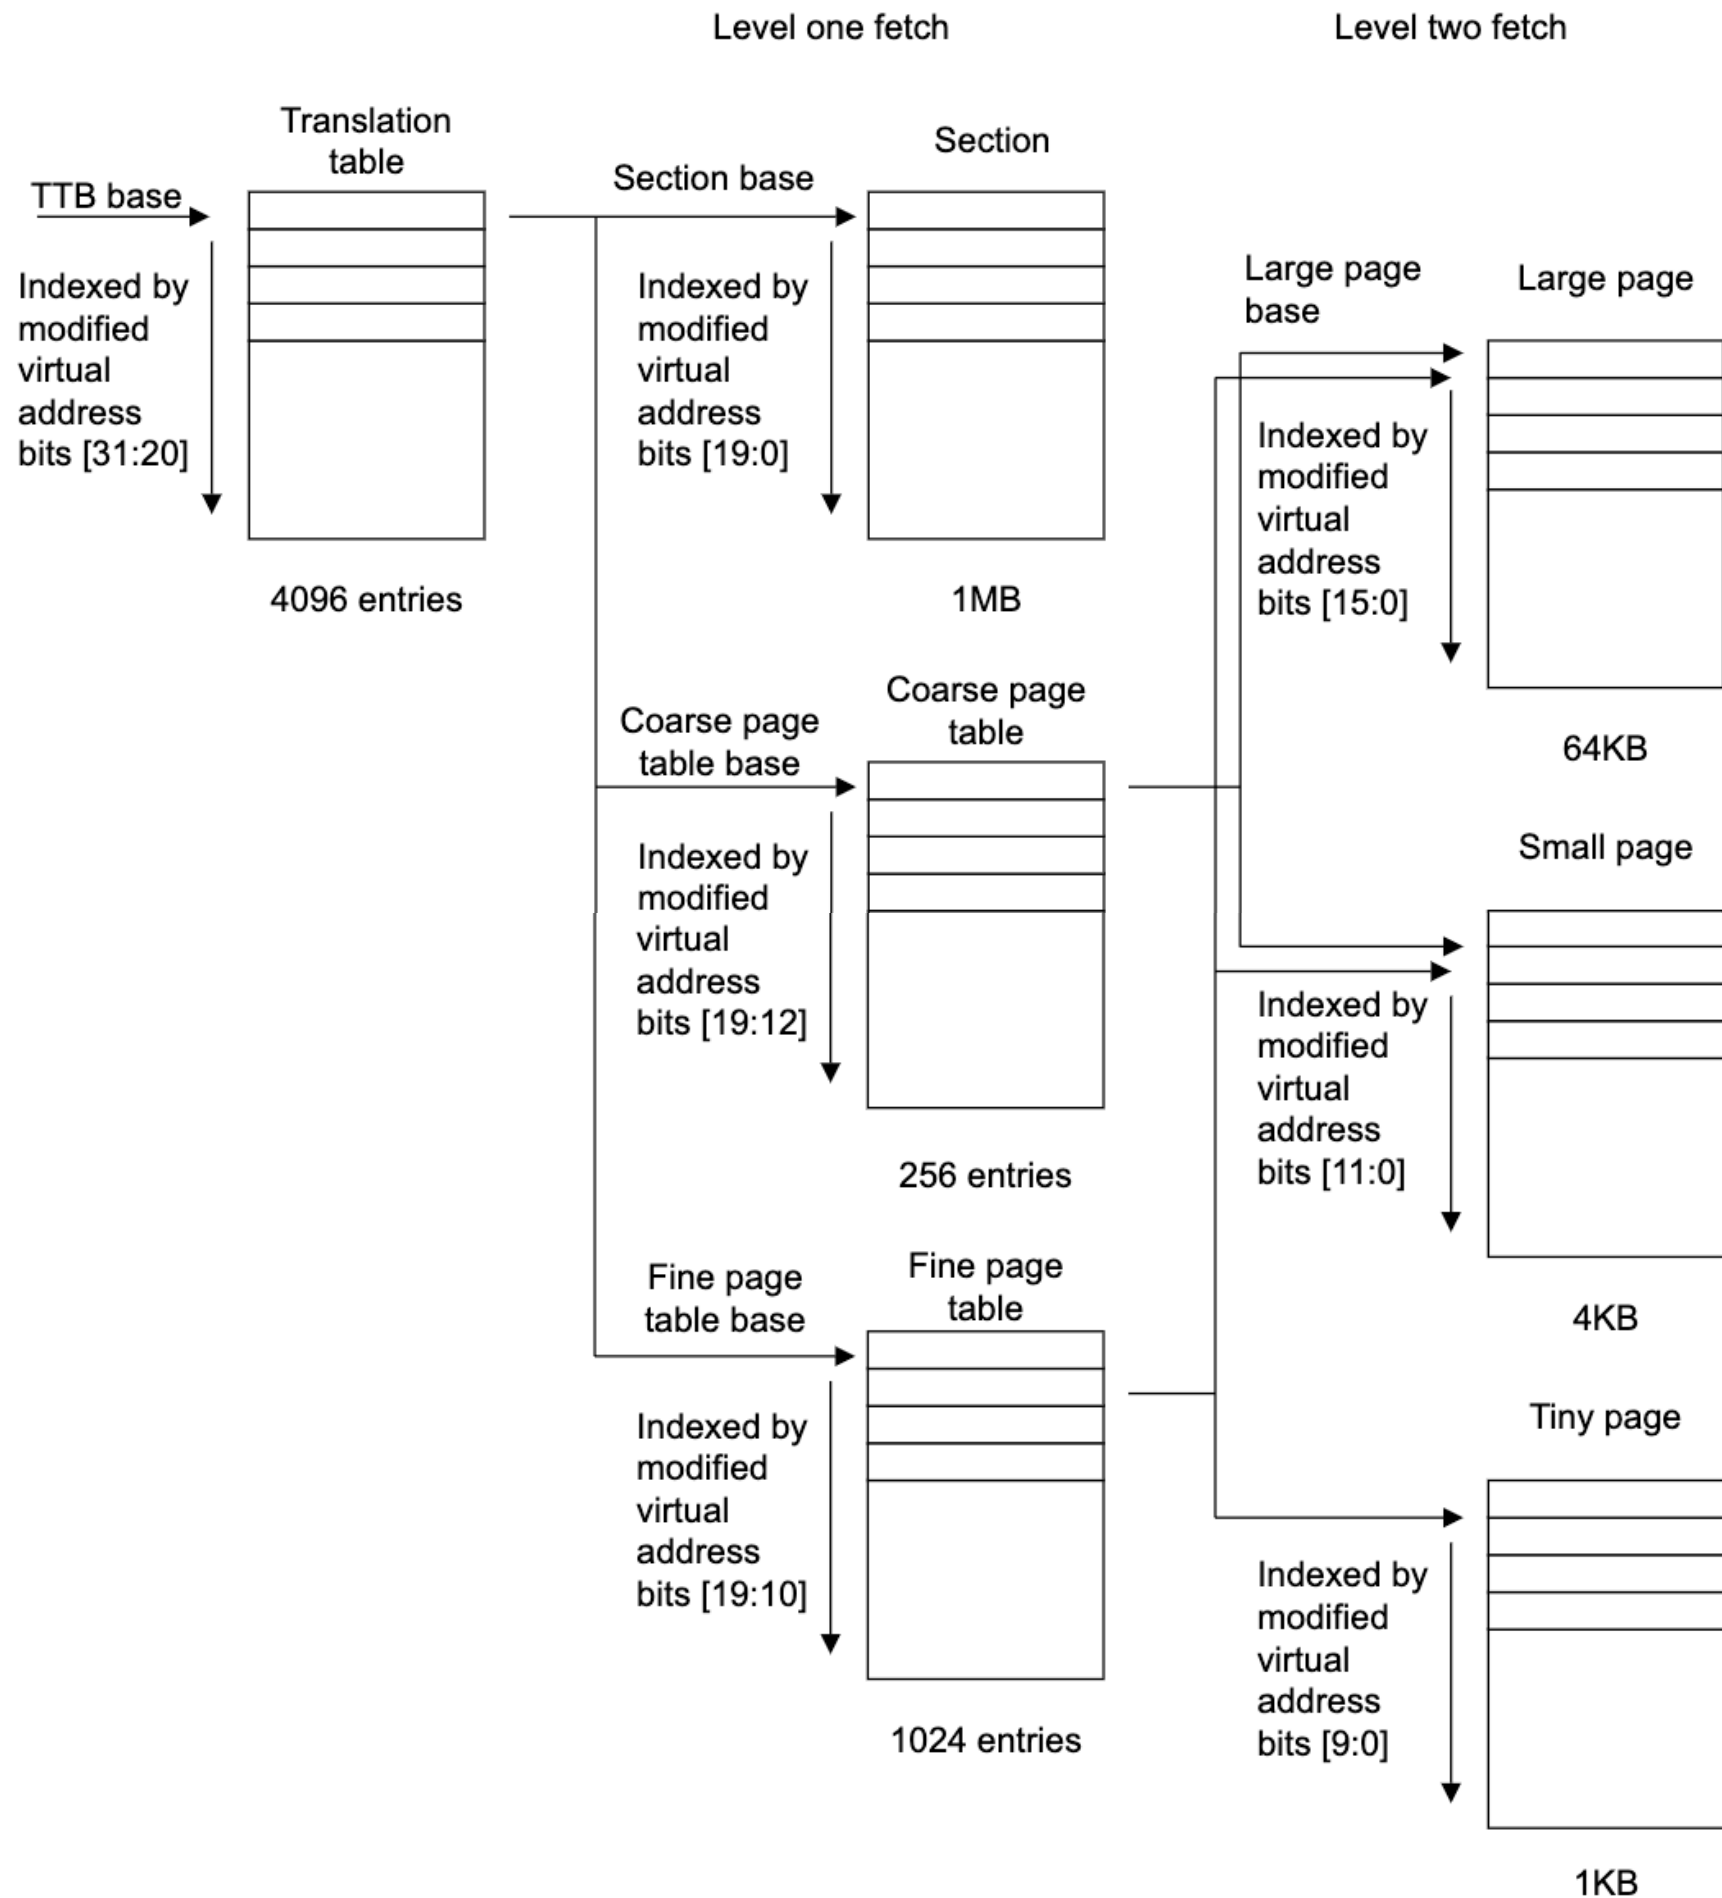 Level one fetch
Level two fetch
Translation
table
TTB base
Indexed by
modified
virtual
address
bits [31:20]
4096 entries
Section base
Section
Indexed by
modified
virtual
address
bits [19:0]
1MB
Coarse page
table base
Coarse page
table
Indexed by
modified
virtual
address
bits [19:12]
256 entries
Fine page
table base
Fine page
table
Indexed by
modified
virtual
address
bits [19:10]
1024 entries
Large page
base
Large page
Indexed by
modified
virtual
address
bits [15:0]
64KB
Small page
Indexed by
modified
virtual
address
bits [11:0]
4KB
Tiny page
Indexed by
modified
virtual
address
bits [9:0]
1KB